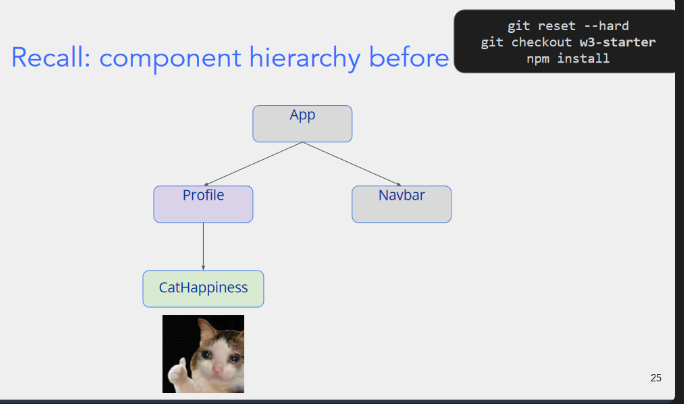 git reset --hard
git checkout w3-starter
npm install
Recall: component hierarchy before
App
Profile
Navbar
CatHappiness
25